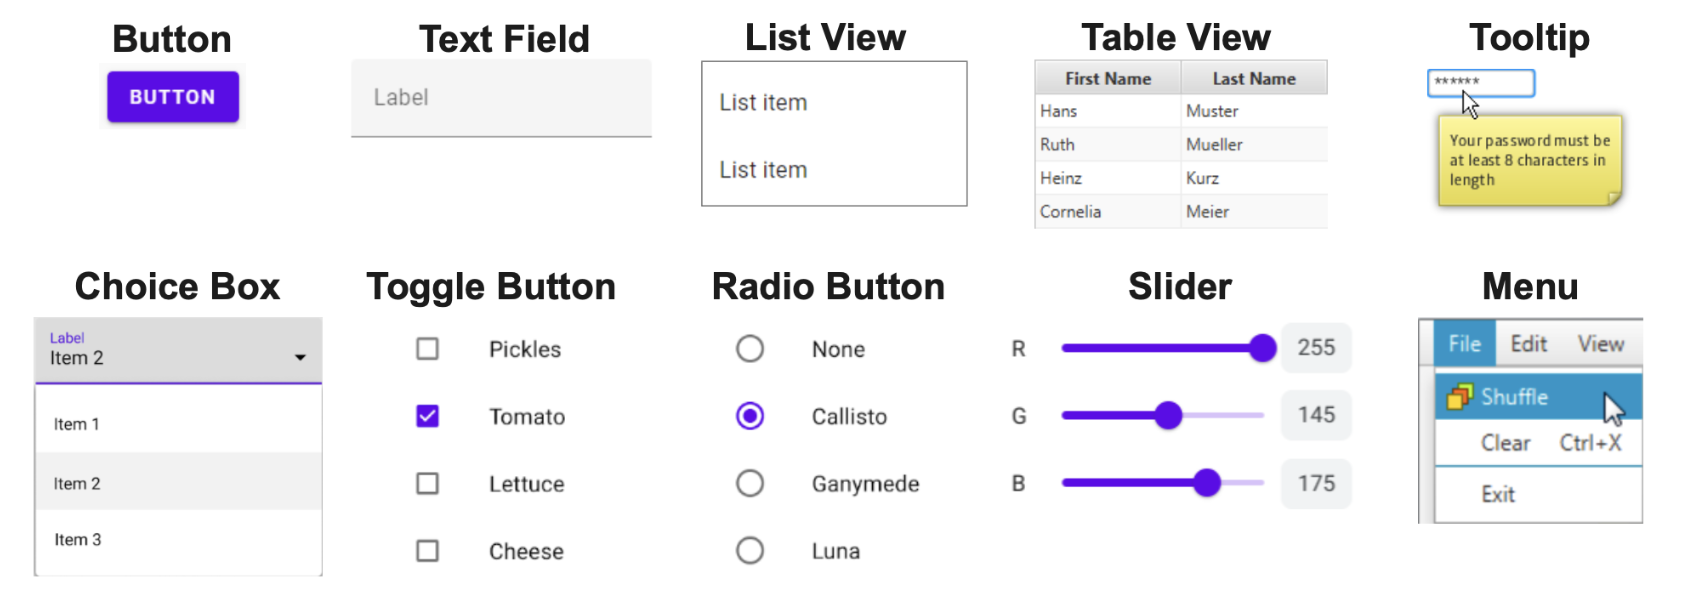 Button
Text Field
List View
Table View
Tooltip
BUTTON
Label
List item
List item
First Name Last Name
Hans Muster
Ruth Mueller
Heinz Kurz
Cornelia Meier
******
Your password must be
at least 8 characters in
length
Choice Box
Toggle Button
Radio Button
Slider
Menu
Label
Item 2
Item 1
Item 2
Item 3
Pickles
Tomato
Lettuce
Cheese
None
Callisto
Ganymede
Luna
R 255
G 145
B 175
File Edit View
Shuffle
Clear Ctrl+X
Exit